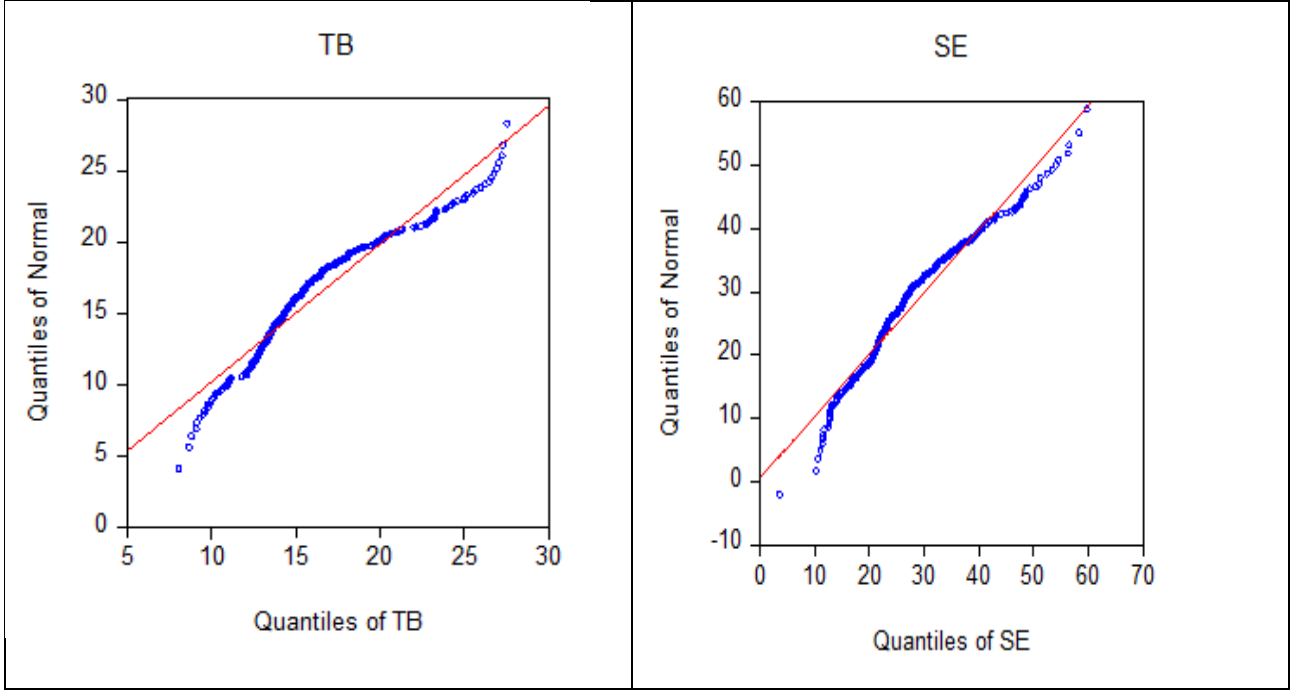 TB
30
25
20
15
10
5
0
Quantiles of Normal
5 10 15 20 25 30
Quantiles of TB
SE
60
50
40
30
20
10
0
-10
Quantiles of Normal
0 10 20 30 40 50 60 70
Quantiles of SE